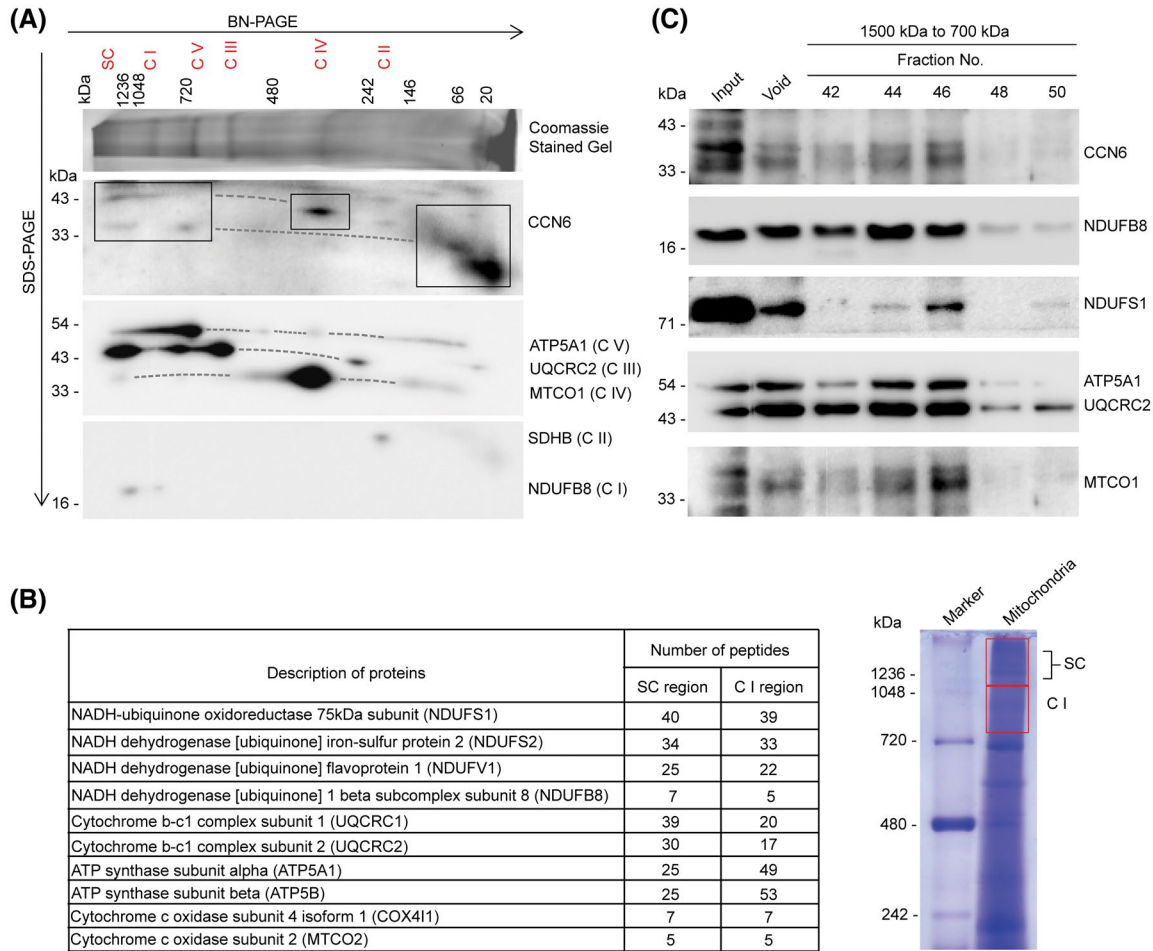 (A)
BN-PAGE
SC
C I
C V
C III
C IV
C II
kDa
1236
1048
720
480
242
146
66
20
Coomassie
Stained Gel
SDS-PAGE
kDa
43 -
33 -
CCN6
54 -
43 -
33 -
ATP5A1 (C V)
UQCRC2 (C III)
MTCO1 (C IV)
SDHB (C II)
NDUFB8 (C I)
16 -
(C)
1500 kDa to 700 kDa
Fraction No.
kDa Input Void 42 44 46 48 50
43 -
33 -
CCN6
16 -
NDUFB8
71 -
NDUFS1
54 -
43 -
ATP5A1
UQCRC2
33 -
MTCO1
(B)
Description of proteins
Number of peptides
SC region C I region
NADH-ubiquinone oxidoreductase 75kDa subunit (NDUFS1) 40 39
NADH dehydrogenase [ubiquinone] iron-sulfur protein 2 (NDUFS2) 34 33
NADH dehydrogenase [ubiquinone] flavoprotein 1 (NDUFV1) 25 22
NADH dehydrogenase [ubiquinone] 1 beta subcomplex subunit 8 (NDUFB8) 7 5
Cytochrome b-c1 complex subunit 1 (UQCRC1) 39 20
Cytochrome b-c1 complex subunit 2 (UQCRC2) 30 17
ATP synthase subunit alpha (ATP5A1) 25 49
ATP synthase subunit beta (ATP5B) 25 53
Cytochrome c oxidase subunit 4 isoform 1 (COX4I1) 7 7
Cytochrome c oxidase subunit 2 (MTCO2) 5 5
kDa Marker Mitochondria
1236 -
1048 -
720 -
480 -
242 -
SC
C I